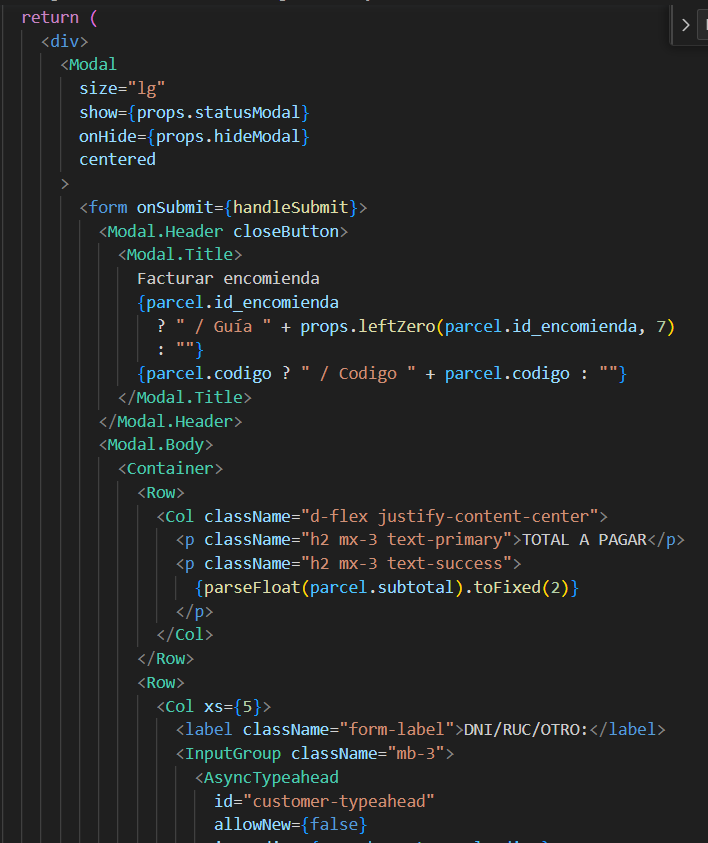 return (
<div>
<Modal
size="lg"
show={props.statusModal}
onHide={props.hideModal}
centered
>
<form onSubmit={handleSubmit}>
<Modal.Header closeButton>
<Modal.Title>
Facturar encomienda
{parcel.id_encomienda
? " / Guía " + props.leftZero(parcel.id_encomienda, 7)
: ""}
{parcel.codigo ? " / Codigo " + parcel.codigo : ""}
</Modal.Title>
</Modal.Header>
<Modal.Body>
<Container>
<Row>
<Col className="d-flex justify-content-center">
<p className="h2 mx-3 text-primary">TOTAL A PAGAR</p>
<p className="h2 mx-3 text-success">
{parseFloat(parcel.subtotal).toFixed(2)}
</p>
</Col>
</Row>
<Row>
<Col xs={5}>
<label className="form-label">DNI/RUC/OTRO:</label>
<InputGroup className="mb-3">
<AsyncTypeahead
id="customer-typeahead"
allowNew={false}